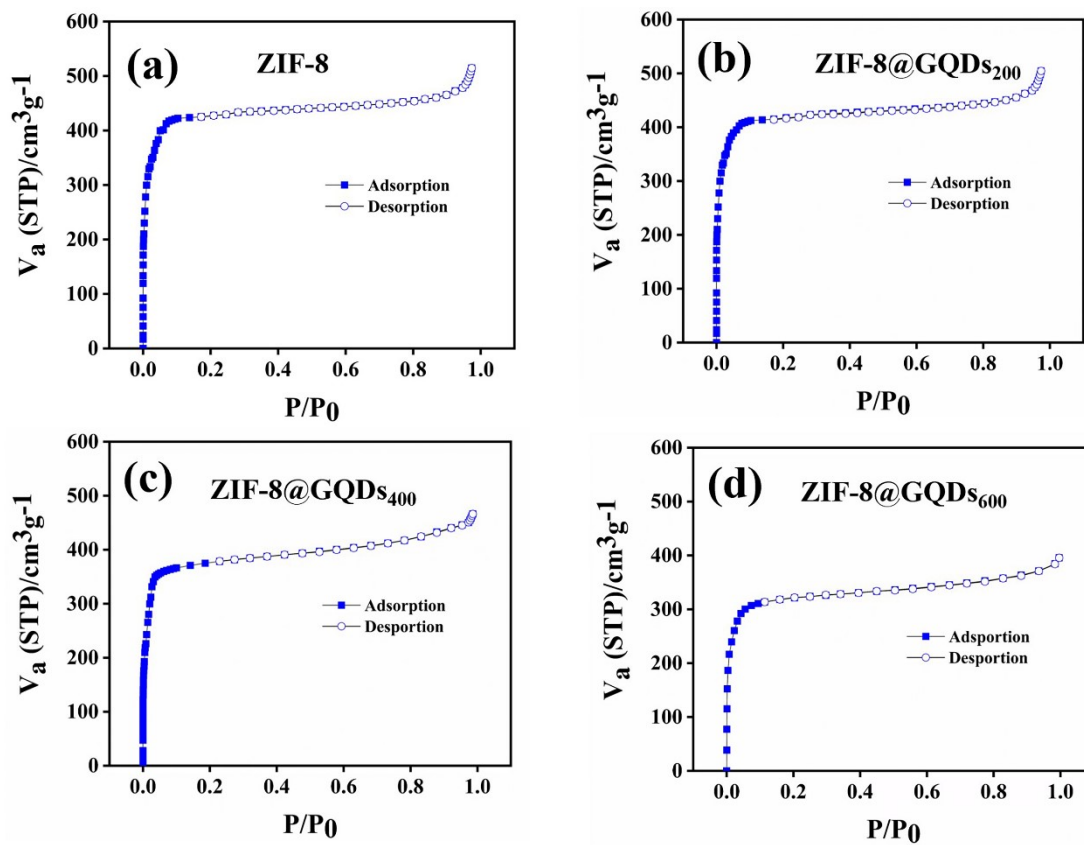 (a)
ZIF-8
Adsorption
Desorption
V_a (STP)/cm³g-1
600
500
400
300
200
100
0
0.0 0.2 0.4 0.6 0.8 1.0
P/P₀
(b)
ZIF-8@GQDs₂₀₀
Adsorption
Desorption
V_a (STP)/cm³g-1
600
500
400
300
200
100
0
0.0 0.2 0.4 0.6 0.8 1.0
P/P₀
(c)
ZIF-8@GQDs₄₀₀
Adsorption
Desportion
V_a (STP)/cm³g-1
600
500
400
300
200
100
0
0.0 0.2 0.4 0.6 0.8 1.0
P/P₀
(d)
ZIF-8@GQDs₆₀₀
Adsportion
Desportion
V_a (STP)/cm³g-1
600
500
400
300
200
100
0
0.0 0.2 0.4 0.6 0.8 1.0
P/P₀